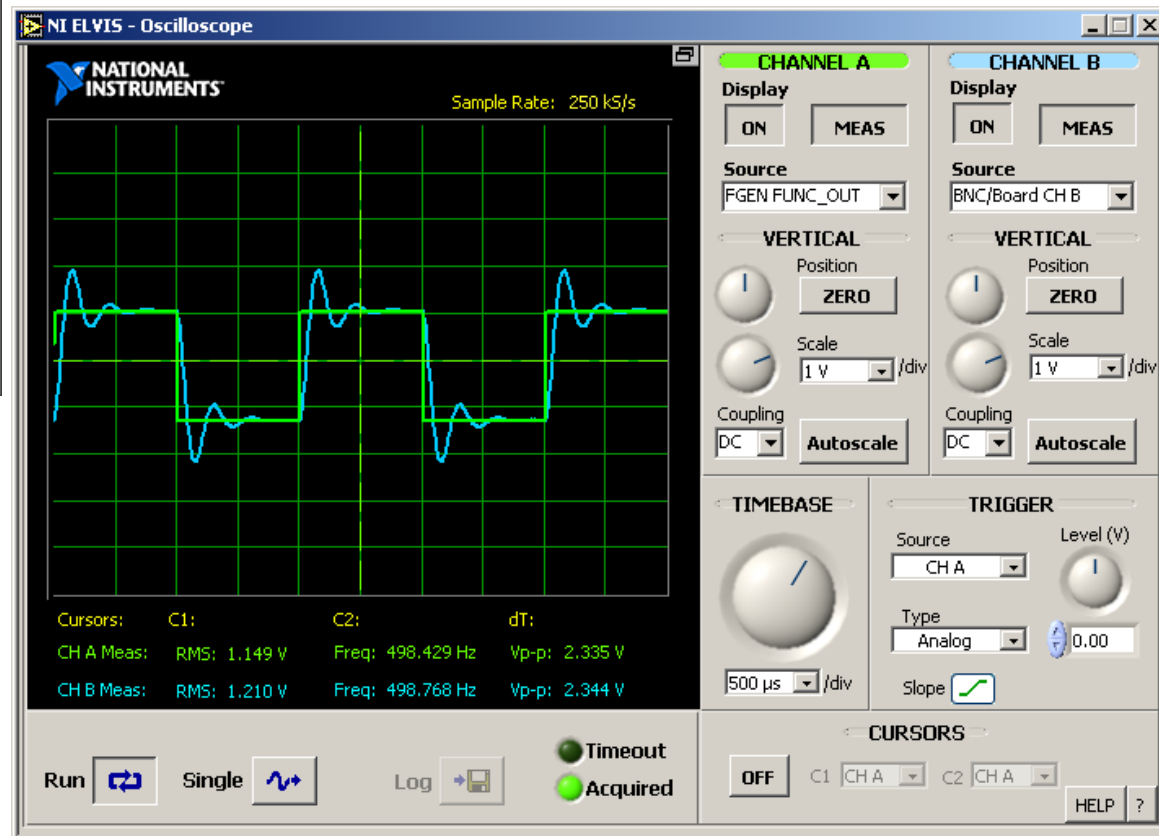 NI ELVIS - Oscilloscope
NATIONAL
INSTRUMENTS™
Sample Rate: 250 kS/s
Cursors: C1: C2: dT:
CH A Meas: RMS: 1.149 V Freq: 498.429 Hz Vp-p: 2.335 V
CH B Meas: RMS: 1.210 V Freq: 498.768 Hz Vp-p: 2.344 V
Run Single Log
Timeout
Acquired
CHANNEL A
Display
ON MEAS
Source
FGEN FUNC_OUT
VERTICAL
Position
ZERO
Scale
1 V /div
Coupling
DC Autoscale
CHANNEL B
Display
ON MEAS
Source
BNC/Board CH B
VERTICAL
Position
ZERO
Scale
1 V /div
Coupling
DC Autoscale
TIMEBASE
500 µs /div
TRIGGER
Source
CH A
Level (V)
Type
Analog
0.00
Slope
CURSORS
OFF C1 CH A C2 CH A
HELP ?